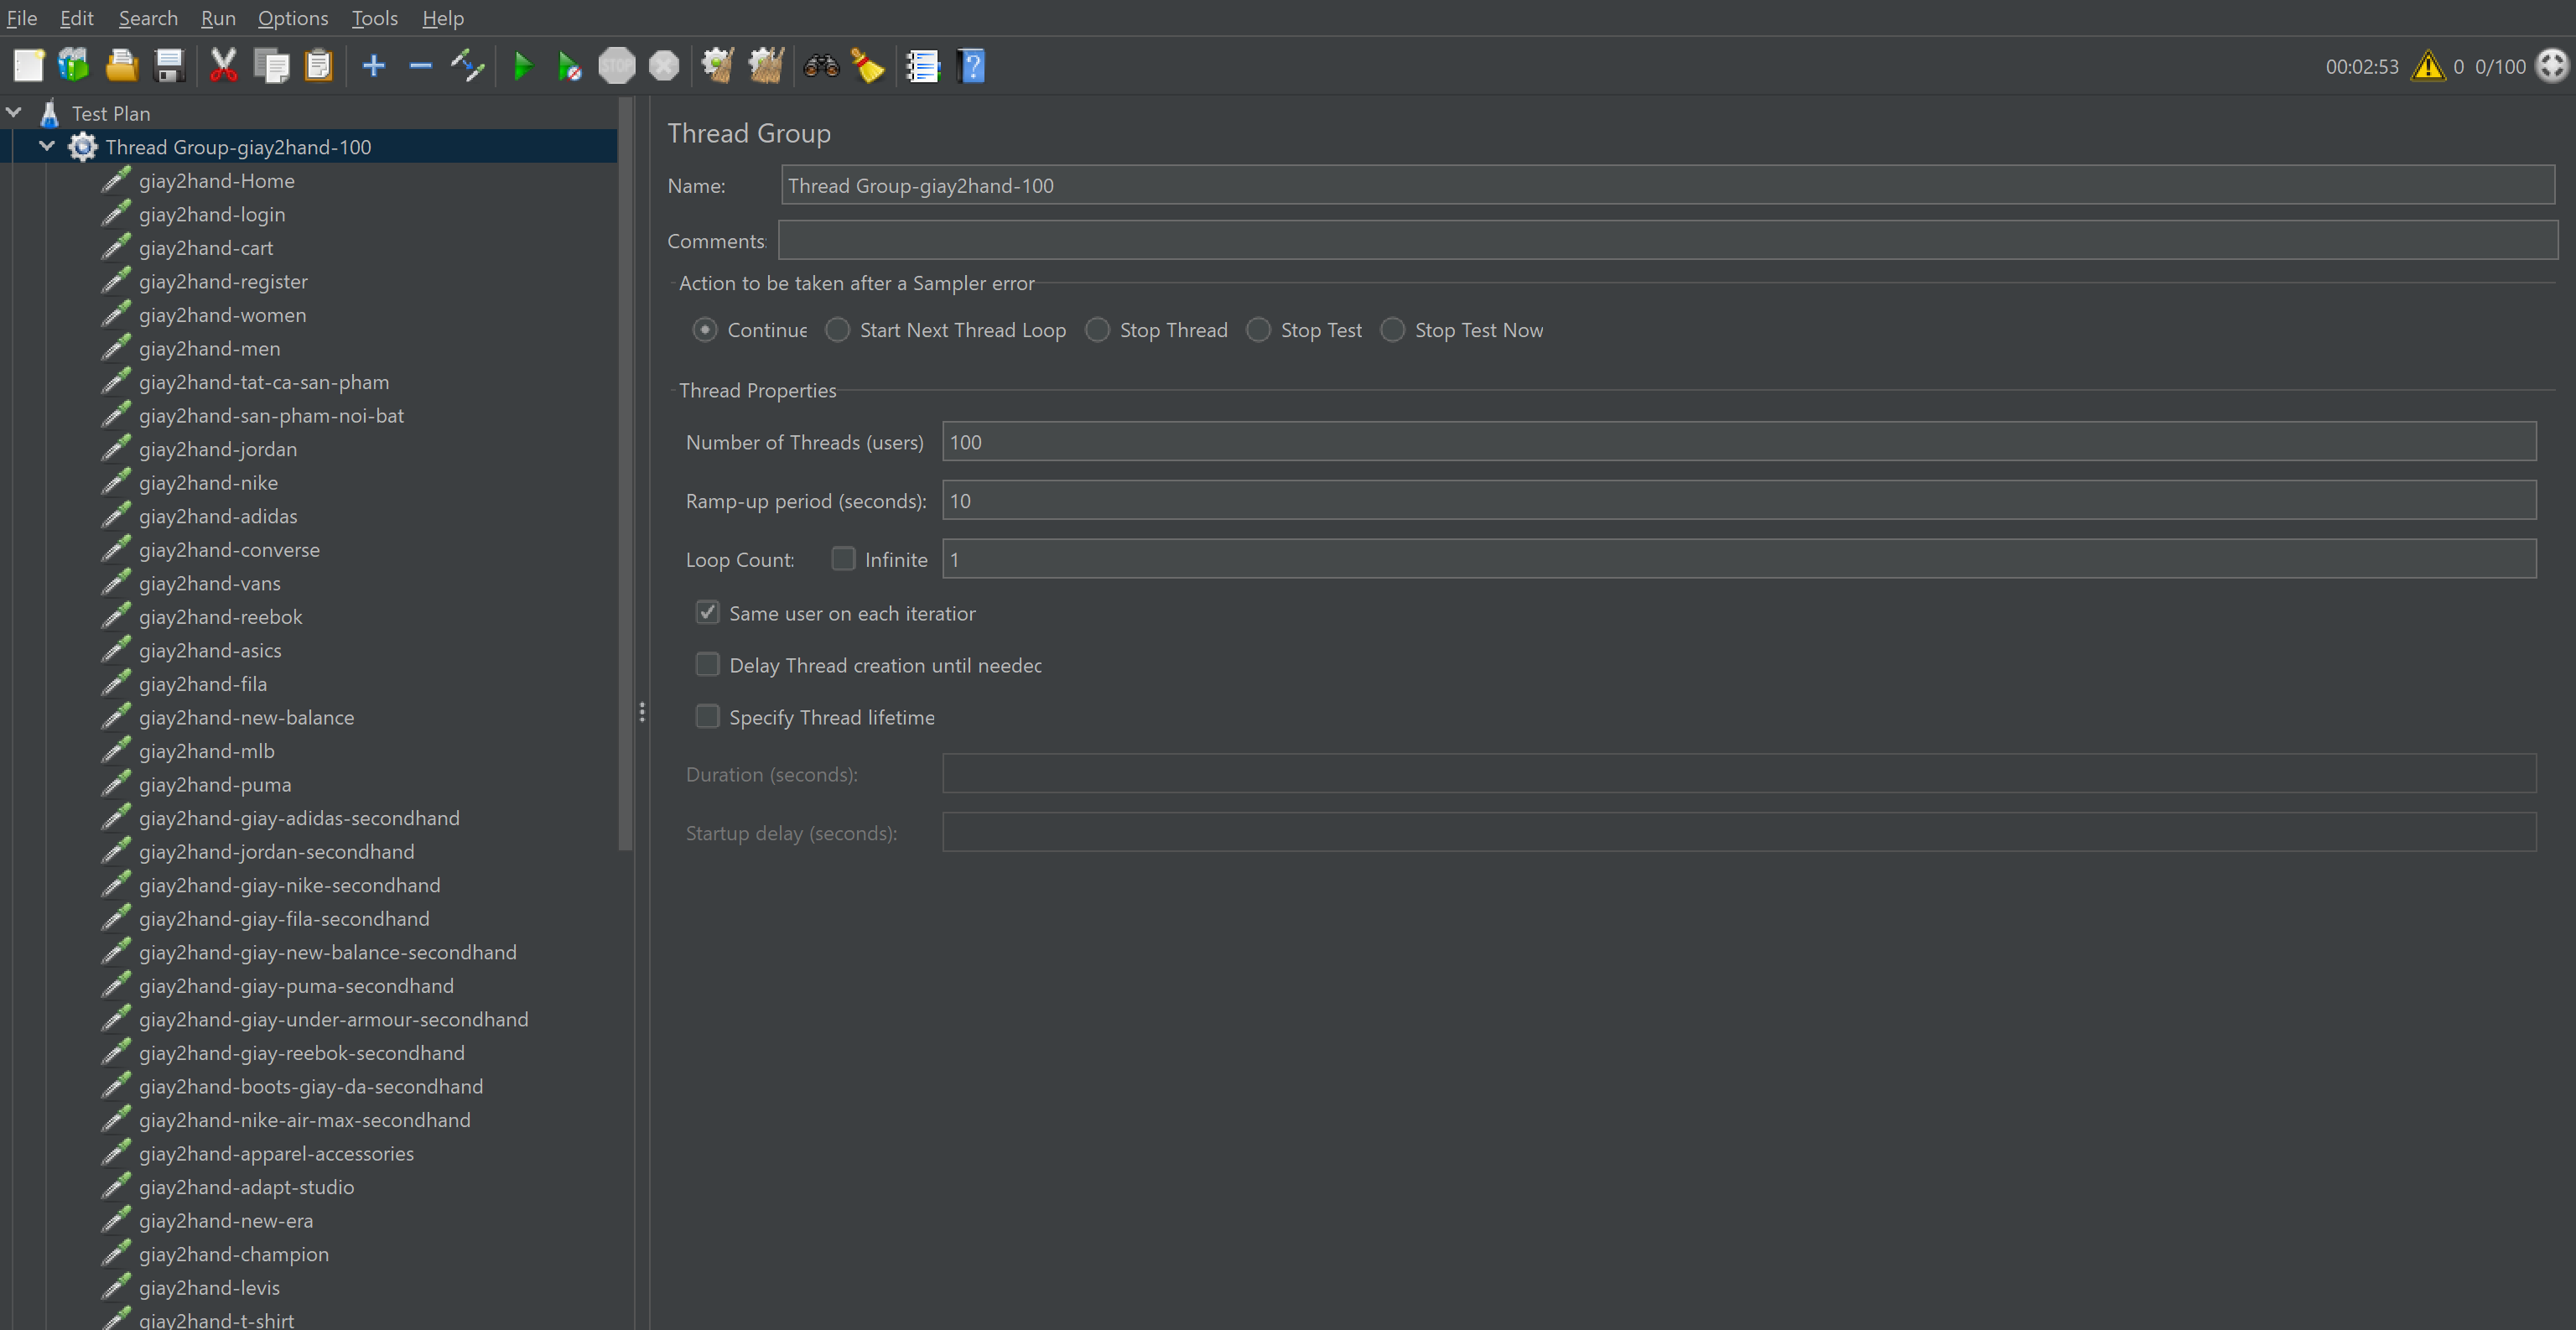 File Edit Search Run Options Tools Help
STOP
00:02:53 0 0/100
Test Plan
Thread Group-giay2hand-100
giay2hand-Home
giay2hand-login
giay2hand-cart
giay2hand-register
giay2hand-women
giay2hand-men
giay2hand-tat-ca-san-pham
giay2hand-san-pham-noi-bat
giay2hand-jordan
giay2hand-nike
giay2hand-adidas
giay2hand-converse
giay2hand-vans
giay2hand-reebok
giay2hand-asics
giay2hand-fila
giay2hand-new-balance
giay2hand-mlb
giay2hand-puma
giay2hand-giay-adidas-secondhand
giay2hand-jordan-secondhand
giay2hand-giay-nike-secondhand
giay2hand-giay-fila-secondhand
giay2hand-giay-new-balance-secondhand
giay2hand-giay-puma-secondhand
giay2hand-giay-under-armour-secondhand
giay2hand-giay-reebok-secondhand
giay2hand-boots-giay-da-secondhand
giay2hand-nike-air-max-secondhand
giay2hand-apparel-accessories
giay2hand-adapt-studio
giay2hand-new-era
giay2hand-champion
giay2hand-levis
giay2hand-t-shirt
Thread Group
Name: Thread Group-giay2hand-100
Comments:
Action to be taken after a Sampler error
Continue Start Next Thread Loop Stop Thread Stop Test Stop Test Now
Thread Properties
Number of Threads (users) 100
Ramp-up period (seconds): 10
Loop Count: Infinite 1
Same user on each iteratior
Delay Thread creation until needec
Specify Thread lifetime
Duration (seconds):
Startup delay (seconds):